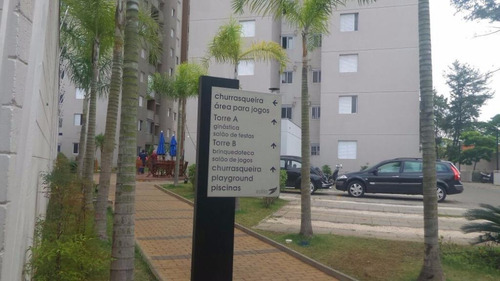 churrasqueira
área para jogos
Torre A
ginástica
salão de festas
Torre B
brinquedoteca
salão de jogos
churrasqueira
playground
piscinas